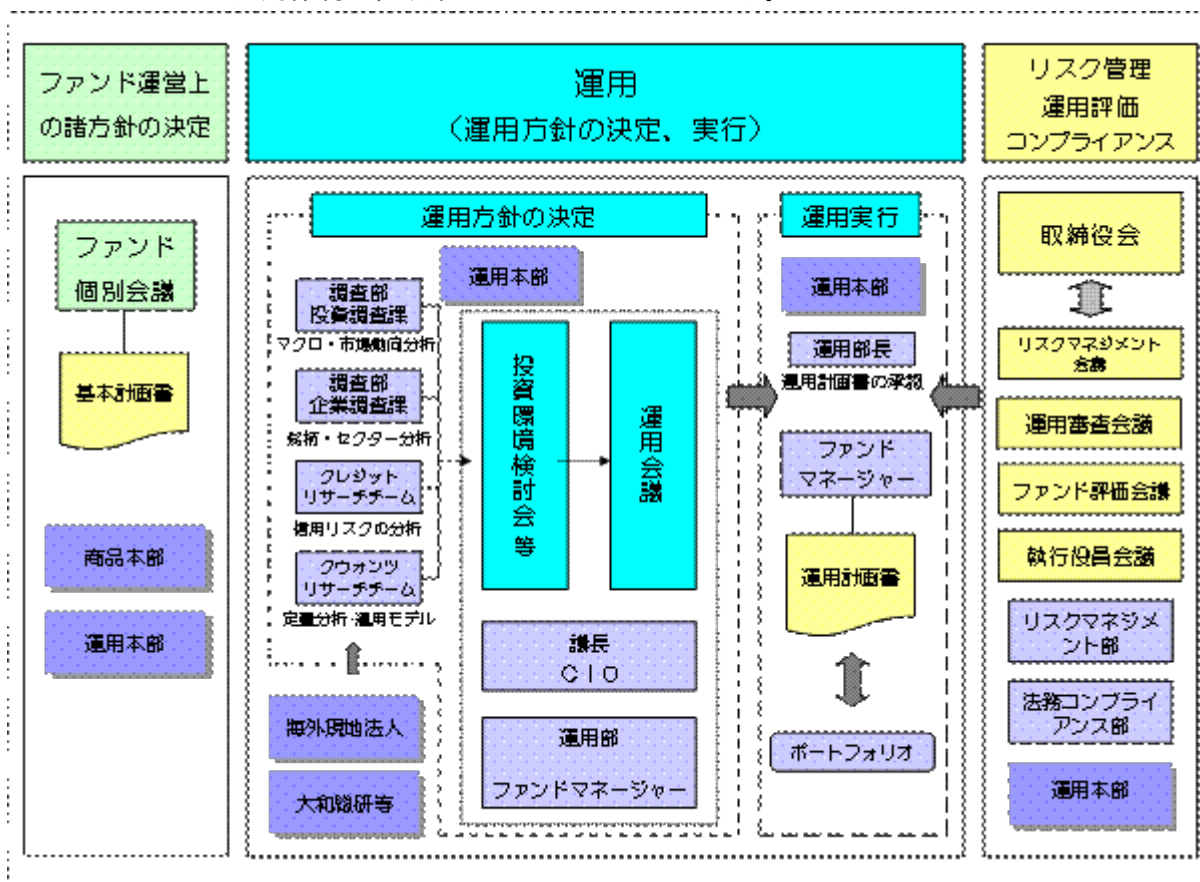 ファンド運営上
の諸方針の決定
運用
（運用方針の決定、実行）
リスク管理
運用評価
コンプライアンス
ファンド
個別会議
基本計画書
商品本部
運用本部
運用方針の決定
運用本部
調査部
投資調査課
マクロ・市場動向分析
調査部
企業調査課
銘柄・セクター分析
クレジット
リサーチチーム
信用リスクの分析
クウォンツ
リサーチチーム
定量分析・運用モデル
海外現地法人
大和総研等
投資環境検討会等
運用会議
議長
ＣＩＯ
運用部
ファンドマネージャー
運用実行
運用本部
運用部長
運用計画書の承認
ファンド
マネージャー
運用計画書
ポートフォリオ
取締役会
リスクマネジメント
会議
運用審査会議
ファンド評価会議
執行役員会議
リスクマネジメ
ント部
法務コンプライ
アンス部
運用本部